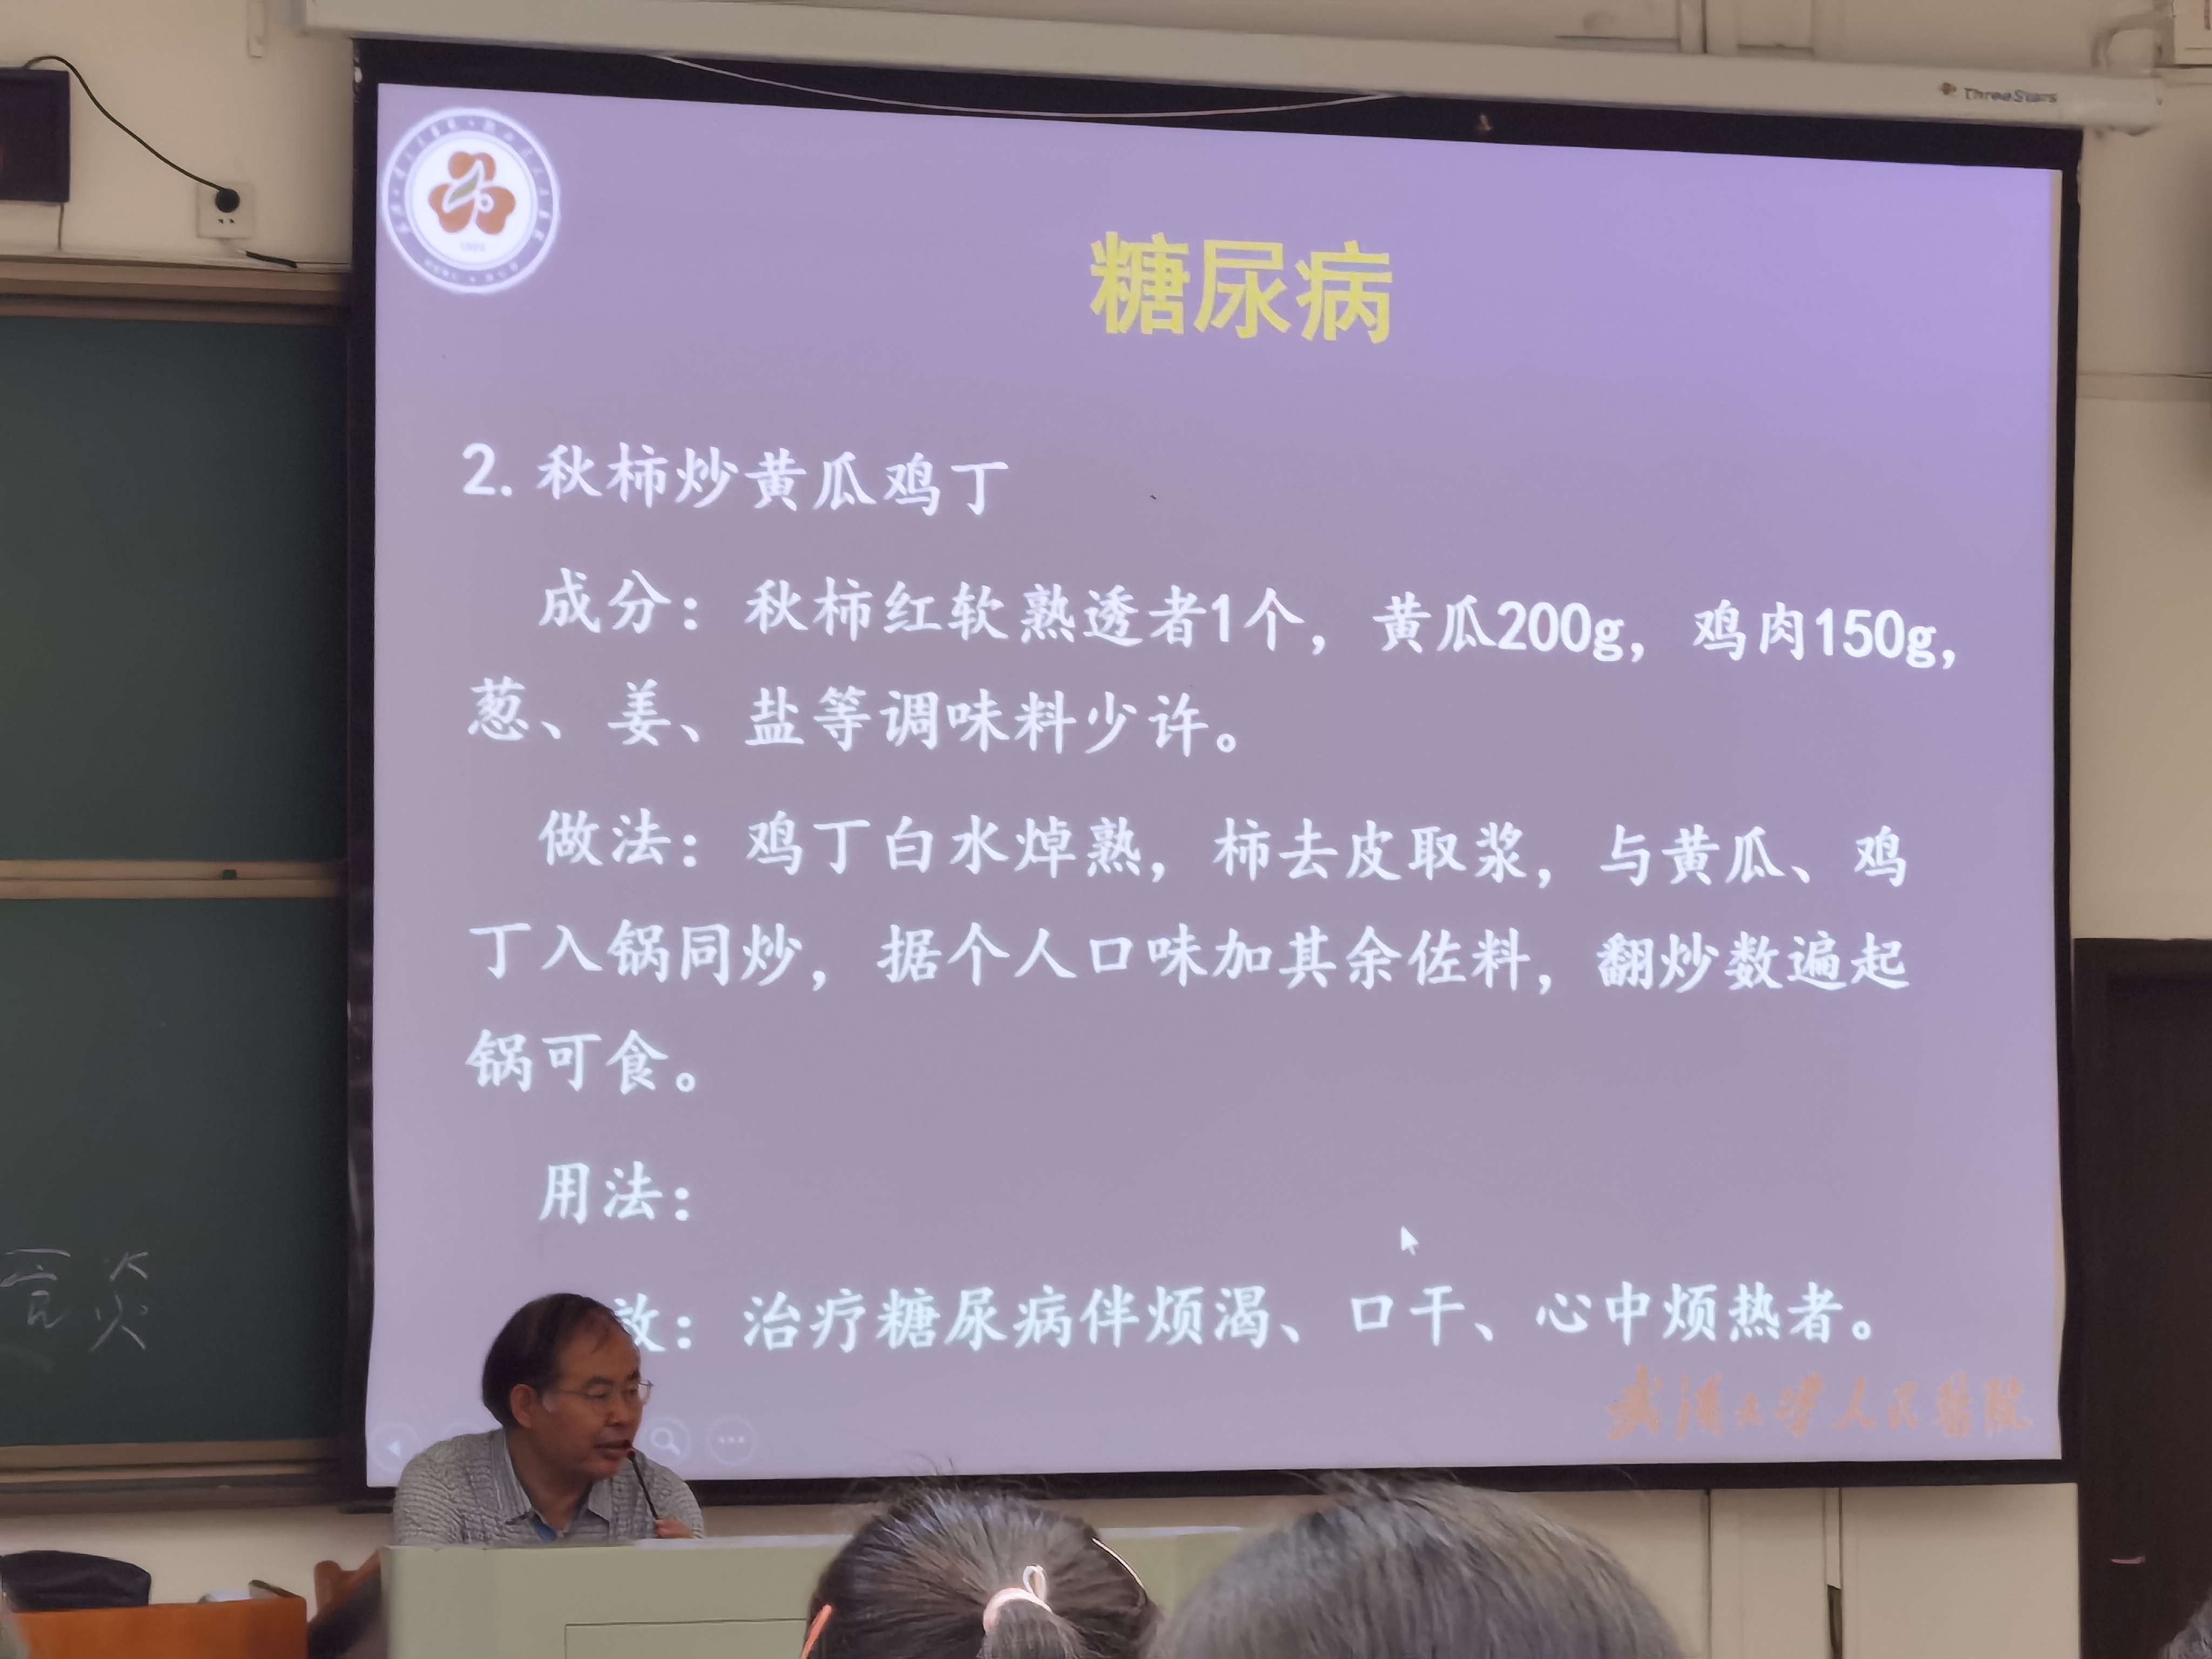 ThreeStars
糖尿病
2. 秋柿炒黄瓜鸡丁
成分：秋柿红软熟透者1个，黄瓜200g，鸡肉150g，
葱、姜、盐等调味料少许。
做法：鸡丁白水焯熟，柿去皮取浆，与黄瓜、鸡
丁入锅同炒，据个人口味加其余佐料，翻炒数遍起
锅可食。
用法：
效：治疗糖尿病伴烦渴、口干、心中烦热者。
武汉大学人民医院
炎